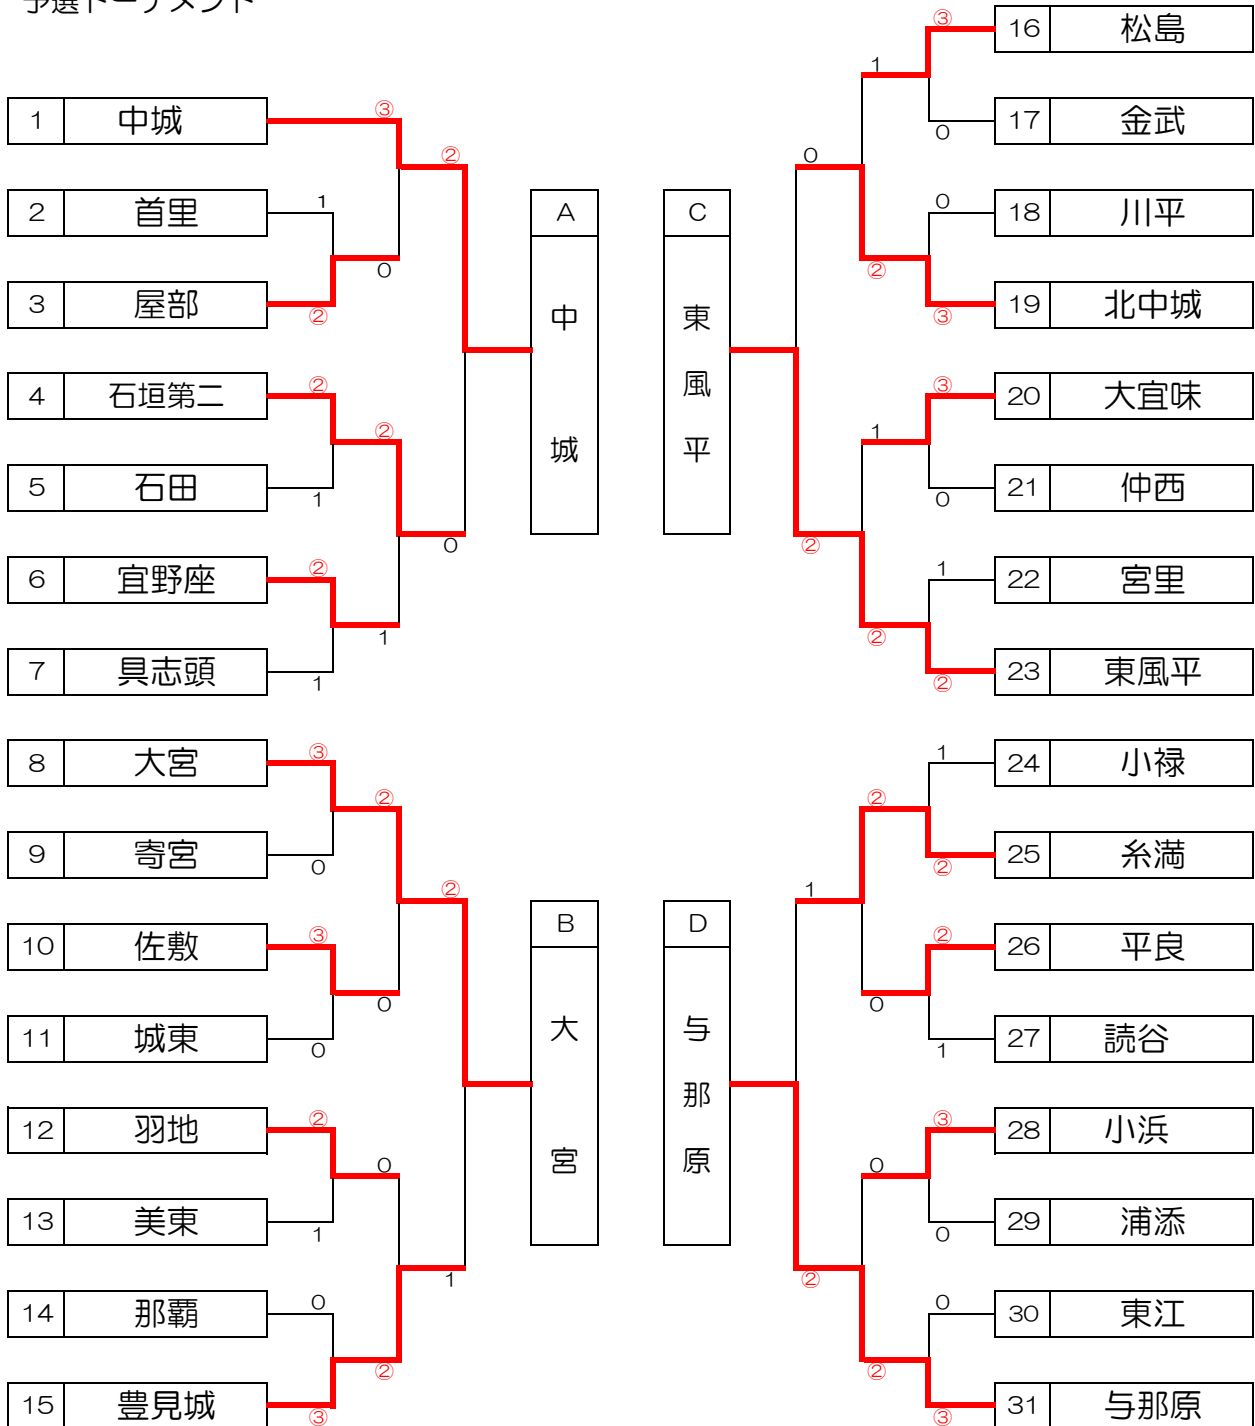 予選トーナメント
1 中城 ③
②
2 首里 1
0
3 屋部 ②
4 石垣第二 ②
②
5 石田 1
0
6 宜野座 ②
1
7 具志頭 1
A
中城
8 大宮 ③
②
9 寄宮 0
②
10 佐敷 ③
0
11 城東 0
12 羽地 ②
0
13 美東 1
1
14 那覇 0
②
15 豊見城 ③
B
大宮
C
東風平
③ 16 松島
1
0 17 金武
0
0 18 川平
②
③ 19 北中城
③ 20 大宜味
1
0 21 仲西
②
1 22 宮里
②
② 23 東風平
D
与那原
1 24 小禄
②
② 25 糸満
1
② 26 平良
0
1 27 読谷
③ 28 小浜
0
0 29 浦添
②
0 30 東江
②
③ 31 与那原